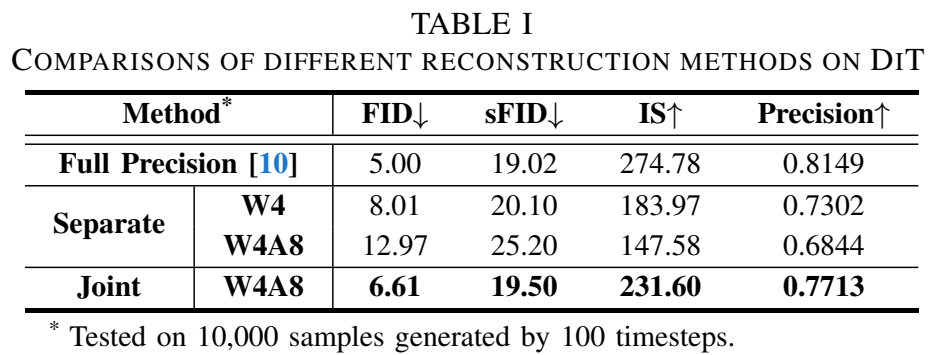 TABLE I
COMPARISONS OF DIFFERENT RECONSTRUCTION METHODS ON DIT
Method* FID↓ sFID↓ IS↑ Precision↑
Full Precision [10] 5.00 19.02 274.78 0.8149
Separate W4 8.01 20.10 183.97 0.7302
W4A8 12.97 25.20 147.58 0.6844
Joint W4A8 6.61 19.50 231.60 0.7713
* Tested on 10,000 samples generated by 100 timesteps.